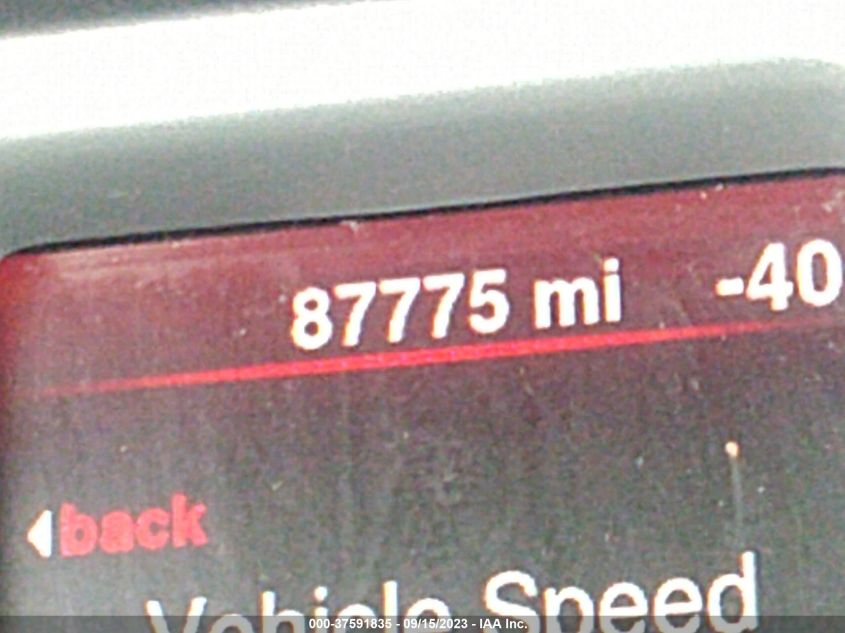 87775 mi -40
back
Vehicle Speed
000-37591835 - 09/15/2023 - IAA Inc.